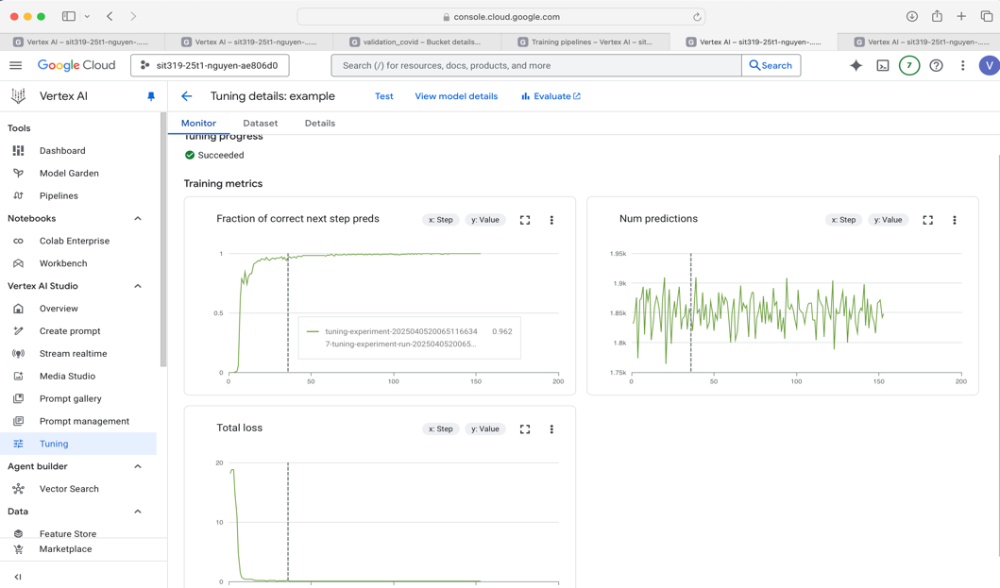 console.cloud.google.com
Vertex AI – sit319-25t1-nguyen-......
Vertex AI – sit319-25t1-nguyen-......
validation_covid – Bucket details...
Training pipelines – Vertex AI – sit...
Vertex AI – sit319-25t1-nguyen-......
Vertex AI – sit319-25t1-nguyen-......
Google Cloud
sit319-25t1-nguyen-ae806d0
Search (/) for resources, docs, products, and more
Search
7
V
Vertex AI
Tuning details: example
Test
View model details
Evaluate
Monitor
Dataset
Details
Tools
Dashboard
Model Garden
Pipelines
Notebooks
Colab Enterprise
Workbench
Vertex AI Studio
Overview
Create prompt
Stream realtime
Media Studio
Prompt gallery
Prompt management
Tuning
Agent builder
Vector Search
Data
Feature Store
Marketplace
Tuning progress
Succeeded
Training metrics
Fraction of correct next step preds
x: Step
y: Value
1
0.5
0
0
50
100
150
200
training-experiment-2025040520065116634 0.962
7-tuning-experiment-run-2025040520065...
Num predictions
x: Step
y: Value
1.95k
1.9k
1.85k
1.8k
1.75k
0
50
100
150
200
Total loss
x: Step
y: Value
20
10
0